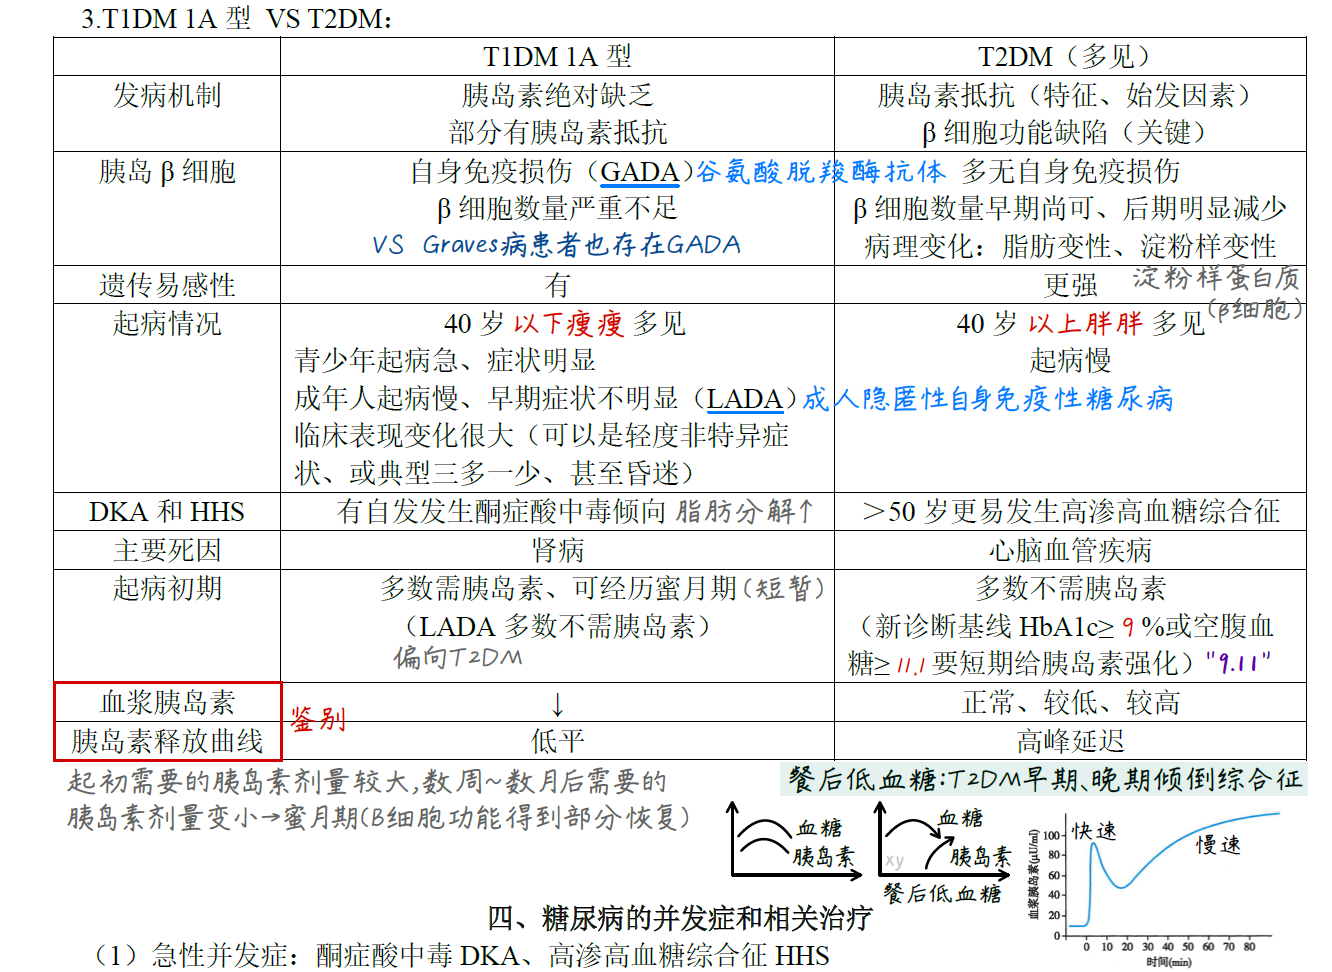 3.T1DM 1A 型 VS T2DM：
T1DM 1A 型 T2DM（多见）
发病机制 胰岛素绝对缺乏 胰岛素抵抗（特征、始发因素）
部分有胰岛素抵抗 β 细胞功能缺陷（关键）
胰岛 β 细胞 自身免疫损伤（GADA）谷氨酸脱羧酶抗体 多无自身免疫损伤
β 细胞数量严重不足 β 细胞数量早期尚可、后期明显减少
VS Graves病患者也存在GADA 病理变化：脂肪变性、淀粉样变性
遗传易感性 有 更强 淀粉样蛋白质
(β细胞)
起病情况 40 岁 以下瘦瘦 多见 40 岁 以上胖胖 多见
青少年起病急、症状明显 起病慢
成年人起病慢、早期症状不明显（LADA）成人隐匿性自身免疫性糖尿病
临床表现变化很大（可以是轻度非特异症
状、或典型三多一少、甚至昏迷）
DKA 和 HHS 有自发发生酮症酸中毒倾向 脂肪分解↑ ＞50 岁更易发生高渗高血糖综合征
主要死因 肾病 心脑血管疾病
起病初期 多数需胰岛素、可经历蜜月期(短暂) 多数不需胰岛素
（LADA 多数不需胰岛素） （新诊断基线 HbA1c≥ 9 %或空腹血
偏向T2DM 糖≥ 11.1 要短期给胰岛素强化）"9.11"
血浆胰岛素 ↓ 正常、较低、较高
鉴别
胰岛素释放曲线 低平 高峰延迟
起初需要的胰岛素剂量较大,数周~数月后需要的
胰岛素剂量变小→蜜月期(B细胞功能得到部分恢复)
餐后低血糖:T2DM早期、晚期倾倒综合征
血糖
胰岛素
血糖
胰岛素
xy
餐后低血糖
血浆胰岛素(μU/ml)
100
80
60
40
20
0
快速
慢速
0 10 20 30 40 50 60 70 80
时间(min)
四、糖尿病的并发症和相关治疗
（1）急性并发症：酮症酸中毒 DKA、高渗高血糖综合征 HHS